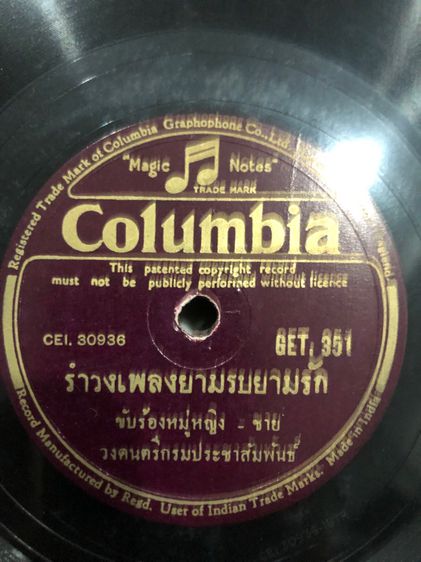 Registered Trade Mark of Columbia Graphophone Co., Ltd.
"Magic Notes"
TRADE MARK
Columbia
This patented copyright record
must not be publicly performed without licence
CEI. 30936
GET. 351
รำวงเพลงยามรบยามรัก
ขับร้องหมู่หญิง - ชาย
วงดนตรีกรมประชาสัมพันธ์
Record Manufactured by Regd. User of Indian Trade Marks. Made in India